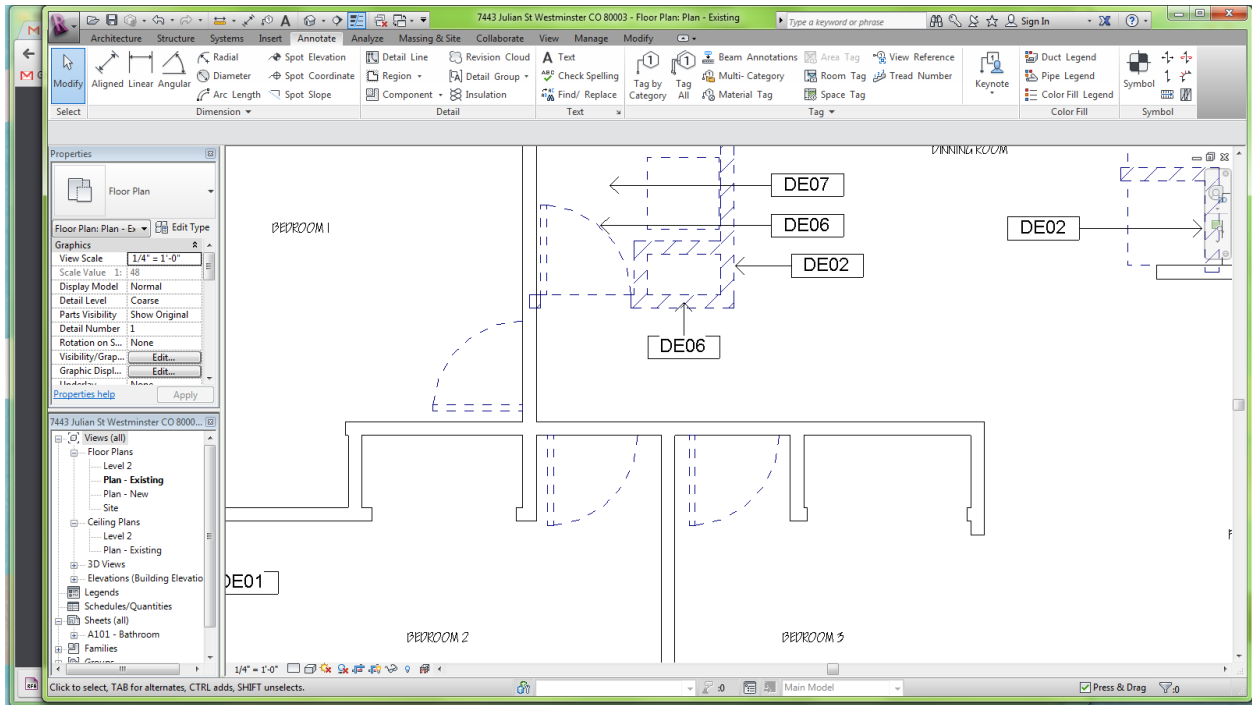 7443 Julian St Westminster CO 80003 - Floor Plan: Plan - Existing
Type a keyword or phrase
Sign In
Architecture Structure Systems Insert Annotate Analyze Massing & Site Collaborate View Manage Modify
Radial Spot Elevation Detail Line Revision Cloud A Text Beam Annotations Area Tag View Reference Duct Legend
Diameter Spot Coordinate Region Detail Group ABC Check Spelling Multi- Category Room Tag Tread Number Pipe Legend
Modify Aligned Linear Angular Arc Length Spot Slope Component Insulation Find/ Replace Tag by Category Tag All Material Tag Space Tag Keynote Color Fill Legend Symbol
Select Dimension Detail Text Tag Color Fill Symbol
Properties
Floor Plan
Floor Plan: Plan - Ex Edit Type
Graphics
View Scale 1/4" = 1'-0"
Scale Value 1: 48
Display Model Normal
Detail Level Coarse
Parts Visibility Show Original
Detail Number 1
Rotation on S... None
Visibility/Grap... Edit...
Graphic Displ... Edit...
Underlay None
Properties help Apply
7443 Julian St Westminster CO 8000...
Views (all)
Floor Plans
Level 2
Plan - Existing
Plan - New
Site
Ceiling Plans
Level 2
Plan - Existing
3D Views
Elevations (Building Elevatio
Legends
Schedules/Quantities
Sheets (all)
A101 - Bathroom
Families
Groups
DINNING ROOM
DE07
BEDROOM 1
DE06
DE02
DE02
DE06
DE01
BEDROOM 2
BEDROOM 3
1/4" = 1'-0"
Click to select, TAB for alternates, CTRL adds, SHIFT unselects.
:0
Main Model
Press & Drag
:0